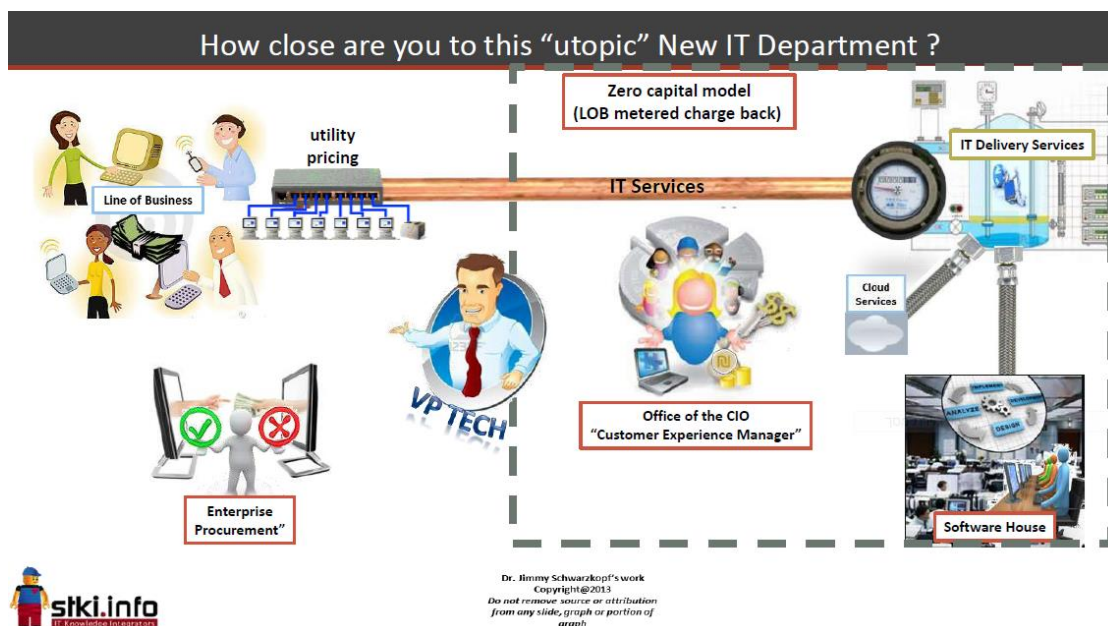 How close are you to this “utopic” New IT Department ?
Zero capital model
(LOB metered charge back)
utility
pricing
IT Delivery Services
IT Services
Line of Business
Cloud
Services
VP TECH
IMPLEMENT
DEVELOPMENT
ANALYZE
DESIGN
Office of the CIO
“Customer Experience Manager”
Enterprise
Procurement”
Software House
stki.info
IT Knowledge Integrators
Dr. Jimmy Schwarzkopf’s work
Copyright@2013
Do not remove source or attribution
from any slide, graph or portion of
graph